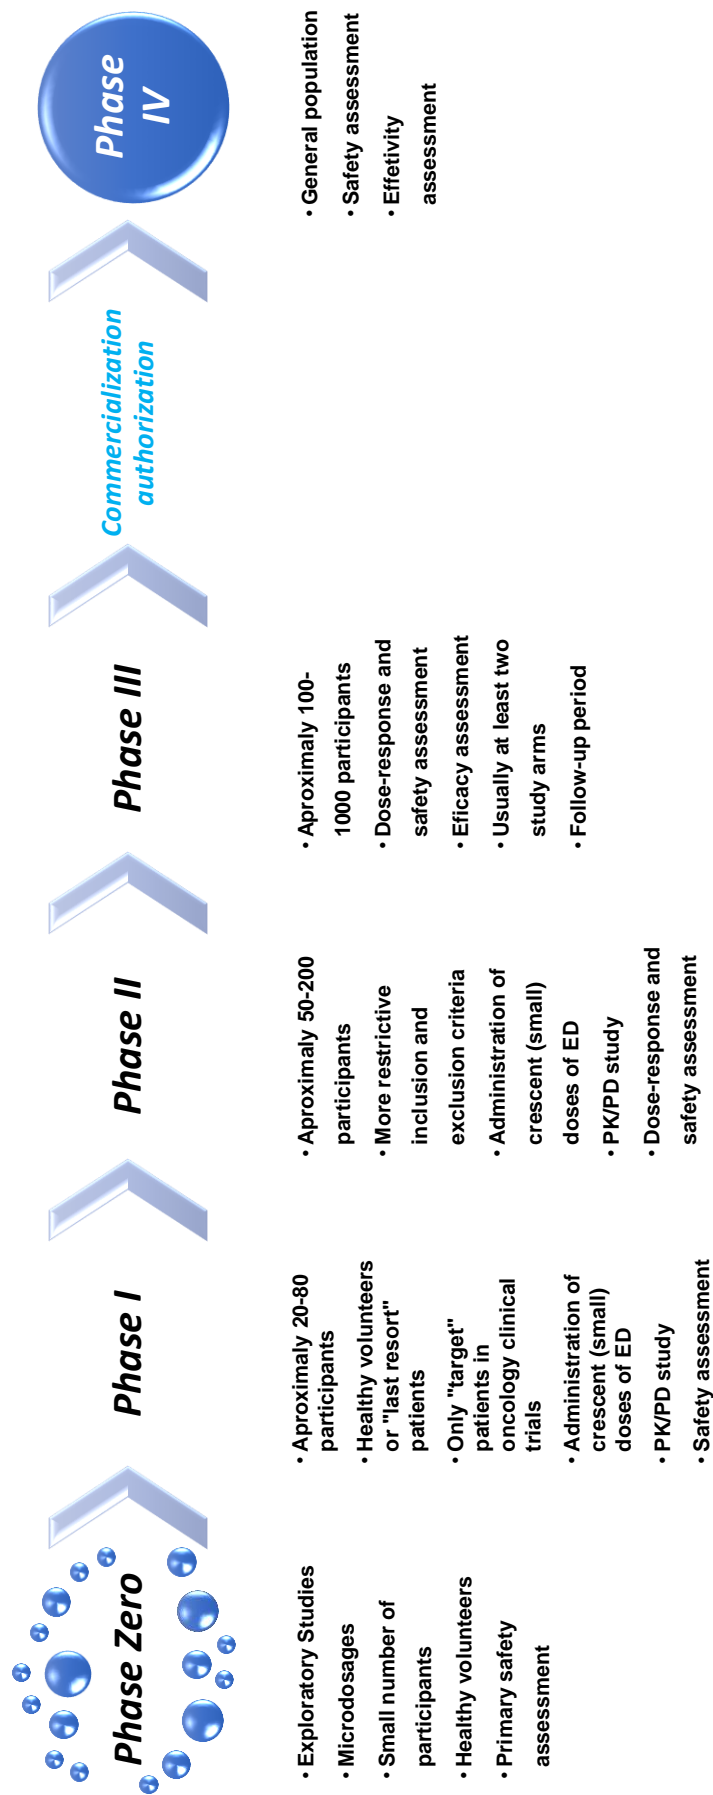 Phase Zero
• Exploratory Studies
• Microdosages
• Small number of
participants
• Healthy volunteers
• Primary safety
assessment
Phase I
• Aproximaly 20-80
participants
• Healthy volunteers
or "last resort"
patients
• Only "target"
patients in
oncology clinical
trials
• Administration of
crescent (small)
doses of ED
• PK/PD study
• Safety assessment
Phase II
• Aproximaly 50-200
participants
• More restrictive
inclusion and
exclusion criteria
• Administration of
crescent (small)
doses of ED
• PK/PD study
• Dose-response and
safety assessment
Phase III
• Aproximaly 100-
1000 participants
• Dose-response and
safety assessment
• Eficacy assessment
• Usually at least two
study arms
• Follow-up period
Commercialization
authorization
Phase
IV
• General population
• Safety assessment
• Effetivity
assessment